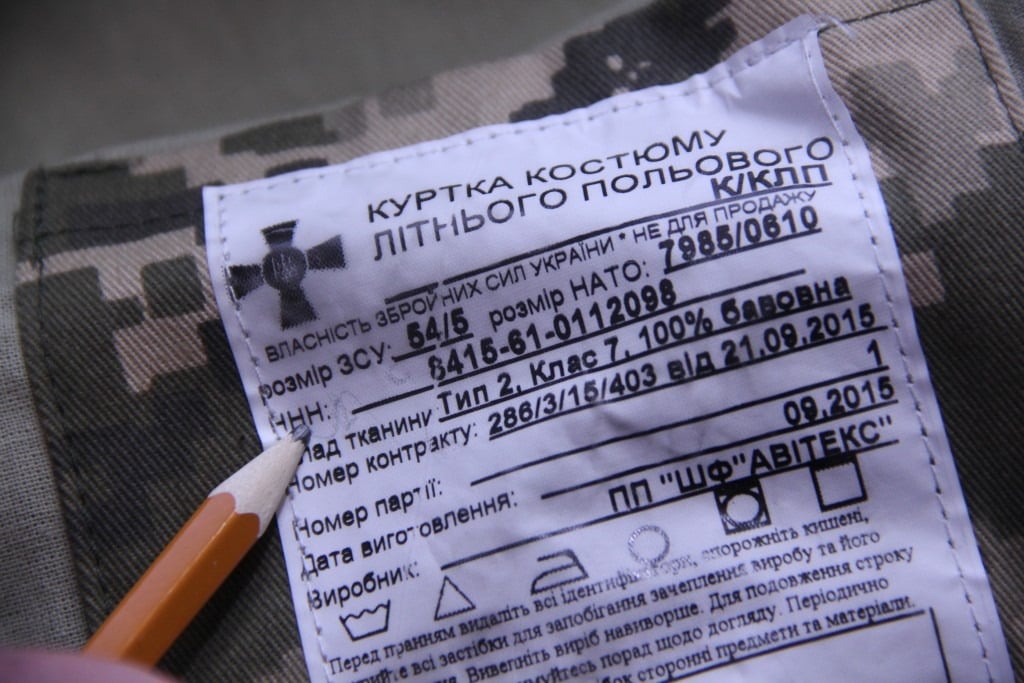 КУРТКА КОСТЮМУ
ЛІТНЬОГО ПОЛЬОВОГО
К/КЛП
ВЛАСНІСТЬ ЗБРОЙНИХ СИЛ УКРАЇНИ * НЕ ДЛЯ ПРОДАЖУ
розмір ЗСУ: 54/5 розмір НАТО: 7985/0610
ННН: 8415-61-0112098
лад тканини Тип 2, Клас 7, 100% бавовна
Номер контракту: 286/3/15/403 від 21.09.2015
Номер партії: 1
Дата виготовлення: 09.2015
Виробник: ПП "ШФ"АВІТЕКС"
Перед пранням видаліть всі спорожніть кишені,
всі застібки для запобігання зачеплення виробу та його
Виверніть виріб навиворше. Для подовження строку
порад щодо догляду. Періодично
сторонні предмети та матеріали.